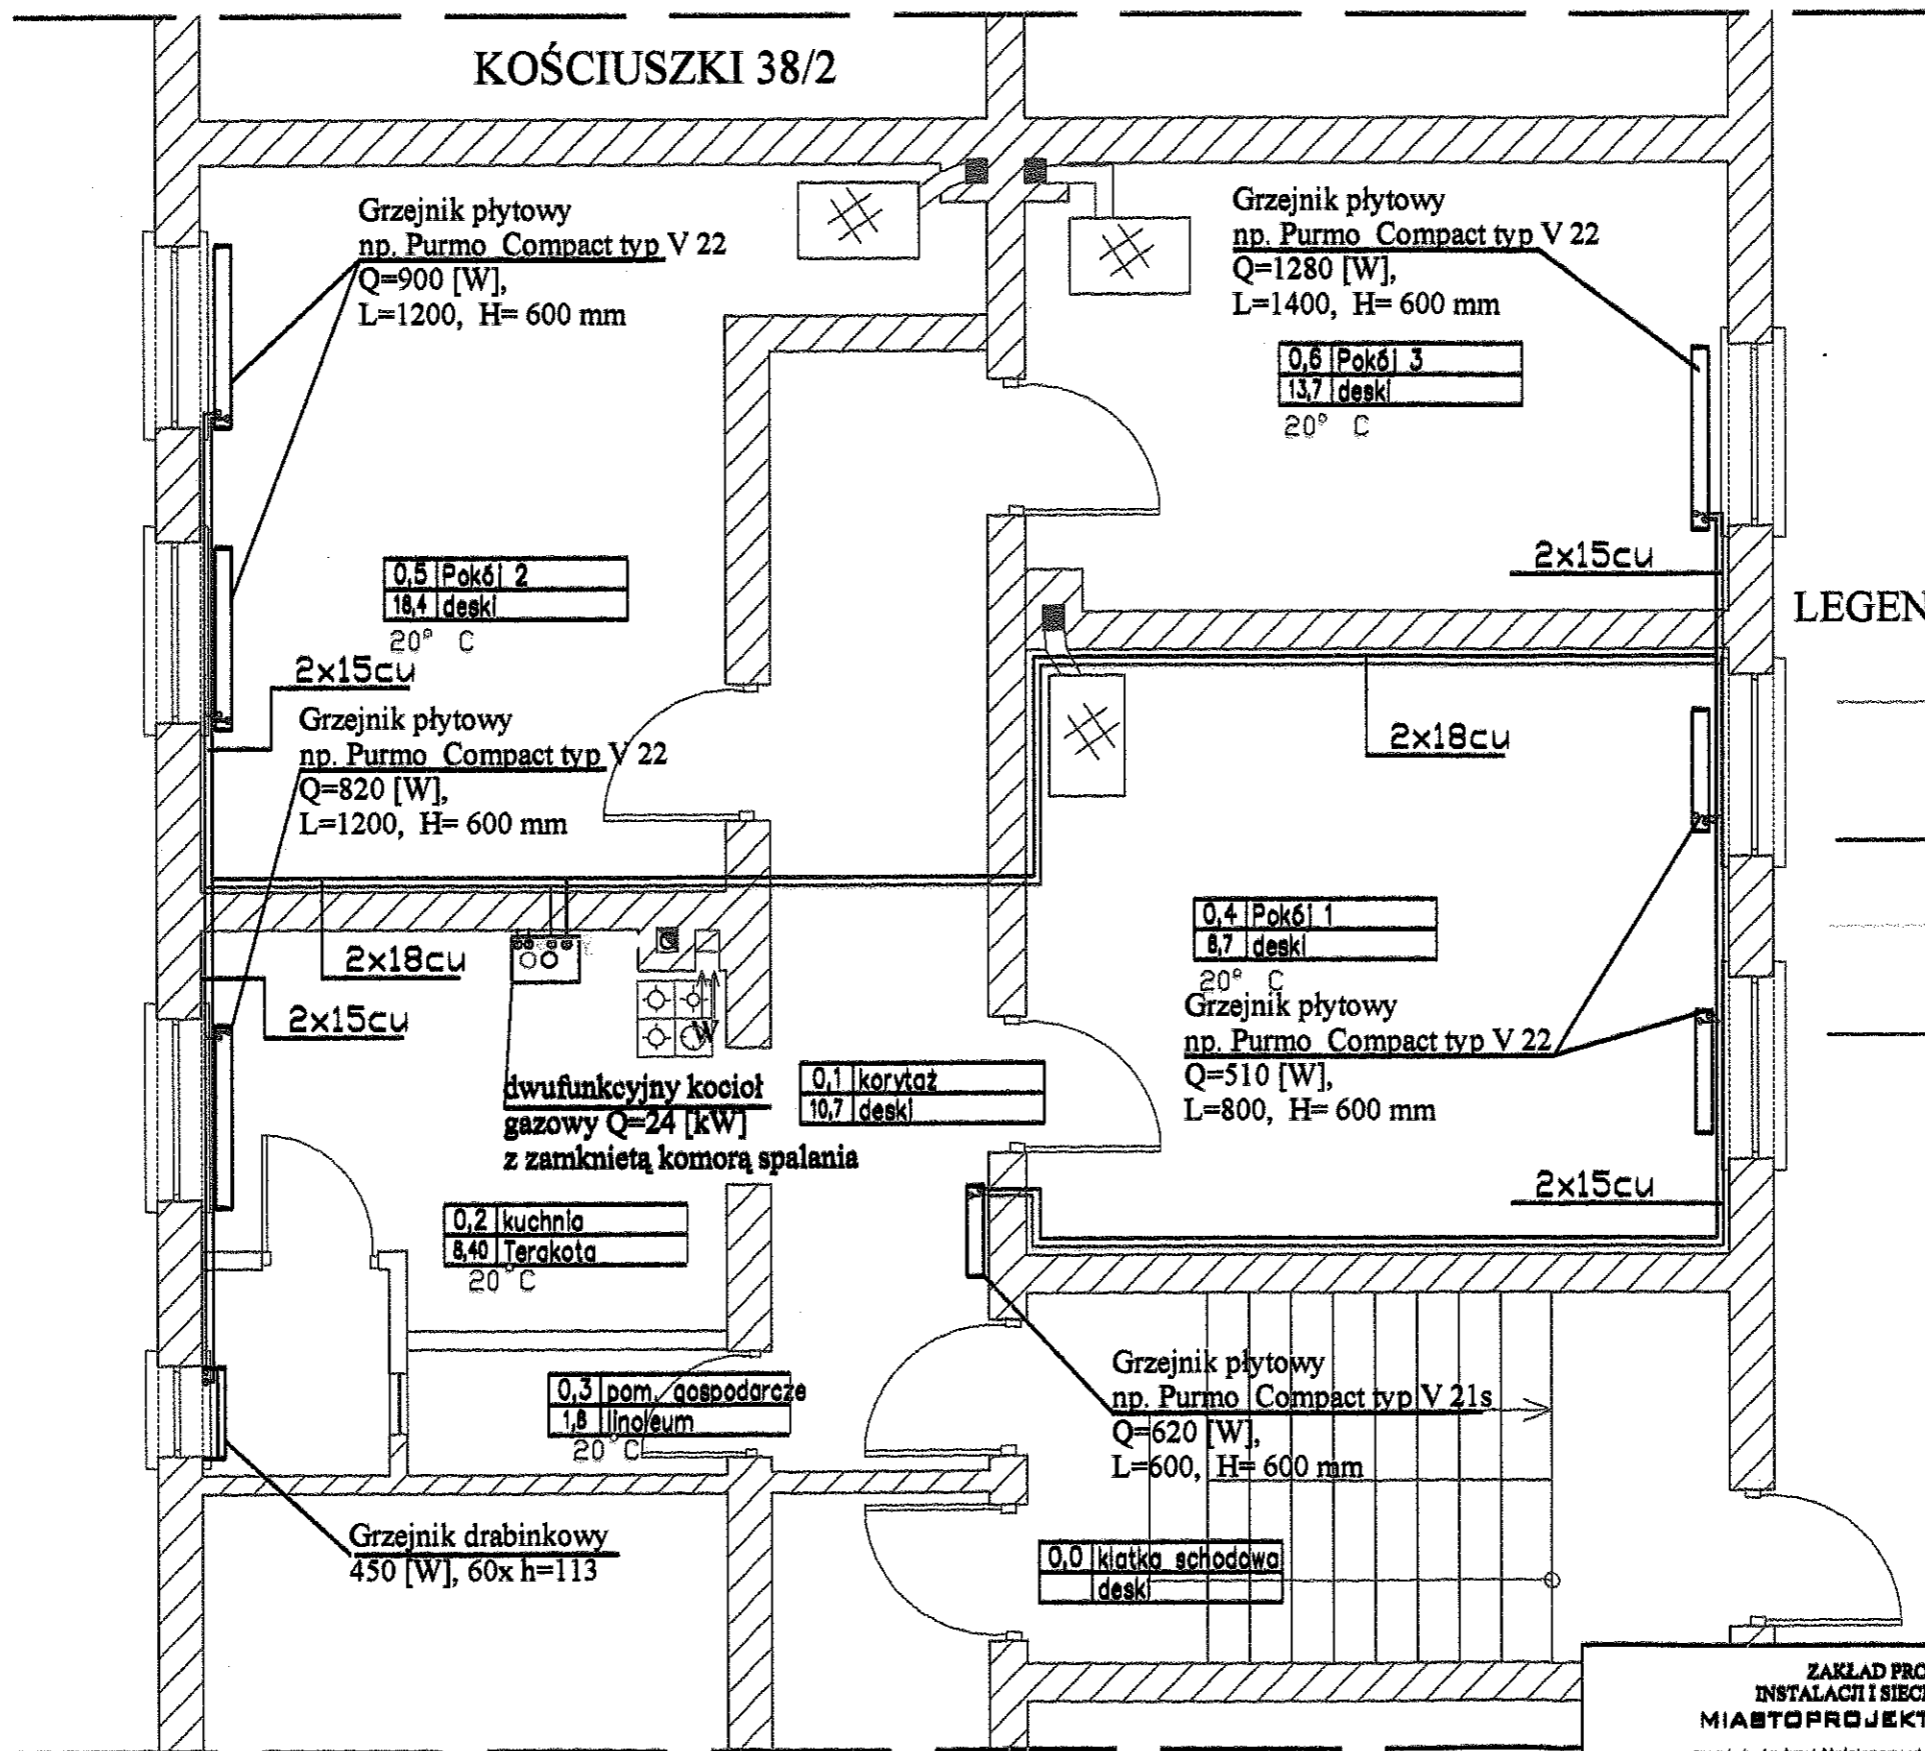 KOŚCIUSZKI 38/2
Grzejnik płytowy
np. Purmo Compact typ V 22
Q=900 [W],
L=1200, H= 600 mm
Grzejnik płytowy
np. Purmo Compact typ V 22
Q=1280 [W],
L=1400, H= 600 mm
0,6 Pokój 3
13,7 deski
20° C
2x15cu
0,5 Pokój 2
18,4 deski
20° C
LEGEN
2x15cu
Grzejnik płytowy
np. Purmo Compact typ V 22
Q=820 [W],
L=1200, H= 600 mm
2x18cu
0,4 Pokój 1
8,7 deski
20° C
Grzejnik płytowy
np. Purmo Compact typ V 22
Q=510 [W],
L=800, H= 600 mm
2x18cu
2x15cu
W
dwufunkcyjny kocioł
gazowy Q=24 [kW]
z zamknietą komorą spalania
0,1 korytaż
10,7 deski
2x15cu
0,2 kuchnia
8,40 Terakota
20°C
0,3 pom. gospodarcze
1,8 linoleum
20°C
Grzejnik płytowy
np. Purmo Compact typ V 21s
Q=620 [W],
L=600, H= 600 mm
Grzejnik drabinkowy
450 [W], 60x h=113
0,0 klatka schodowa
deski
ZAKŁAD PRO
INSTALACJI I SIEC
MIASTOPROJEKT